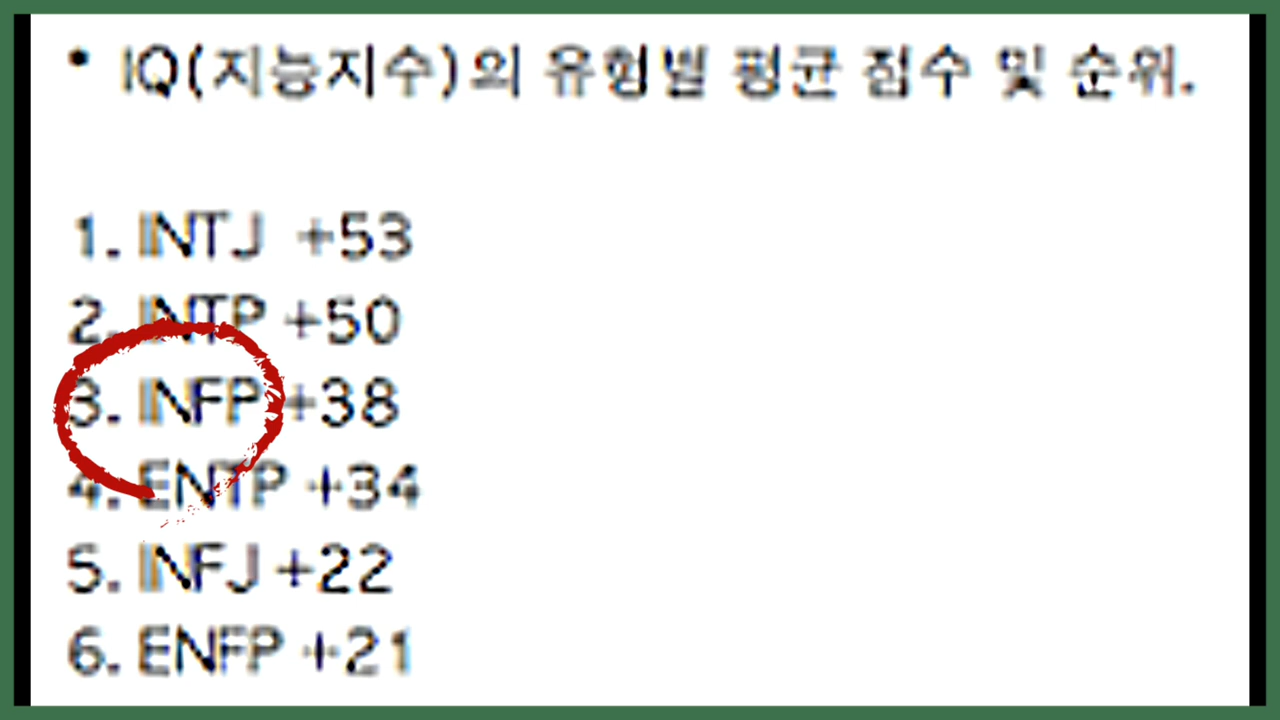 • IQ(지능지수)의 유형별 평균 점수 및 순위.
1. INTJ +53
2. INTP +50
3. INFP +38
4. ENTP +34
5. INFJ +22
6. ENFP +21